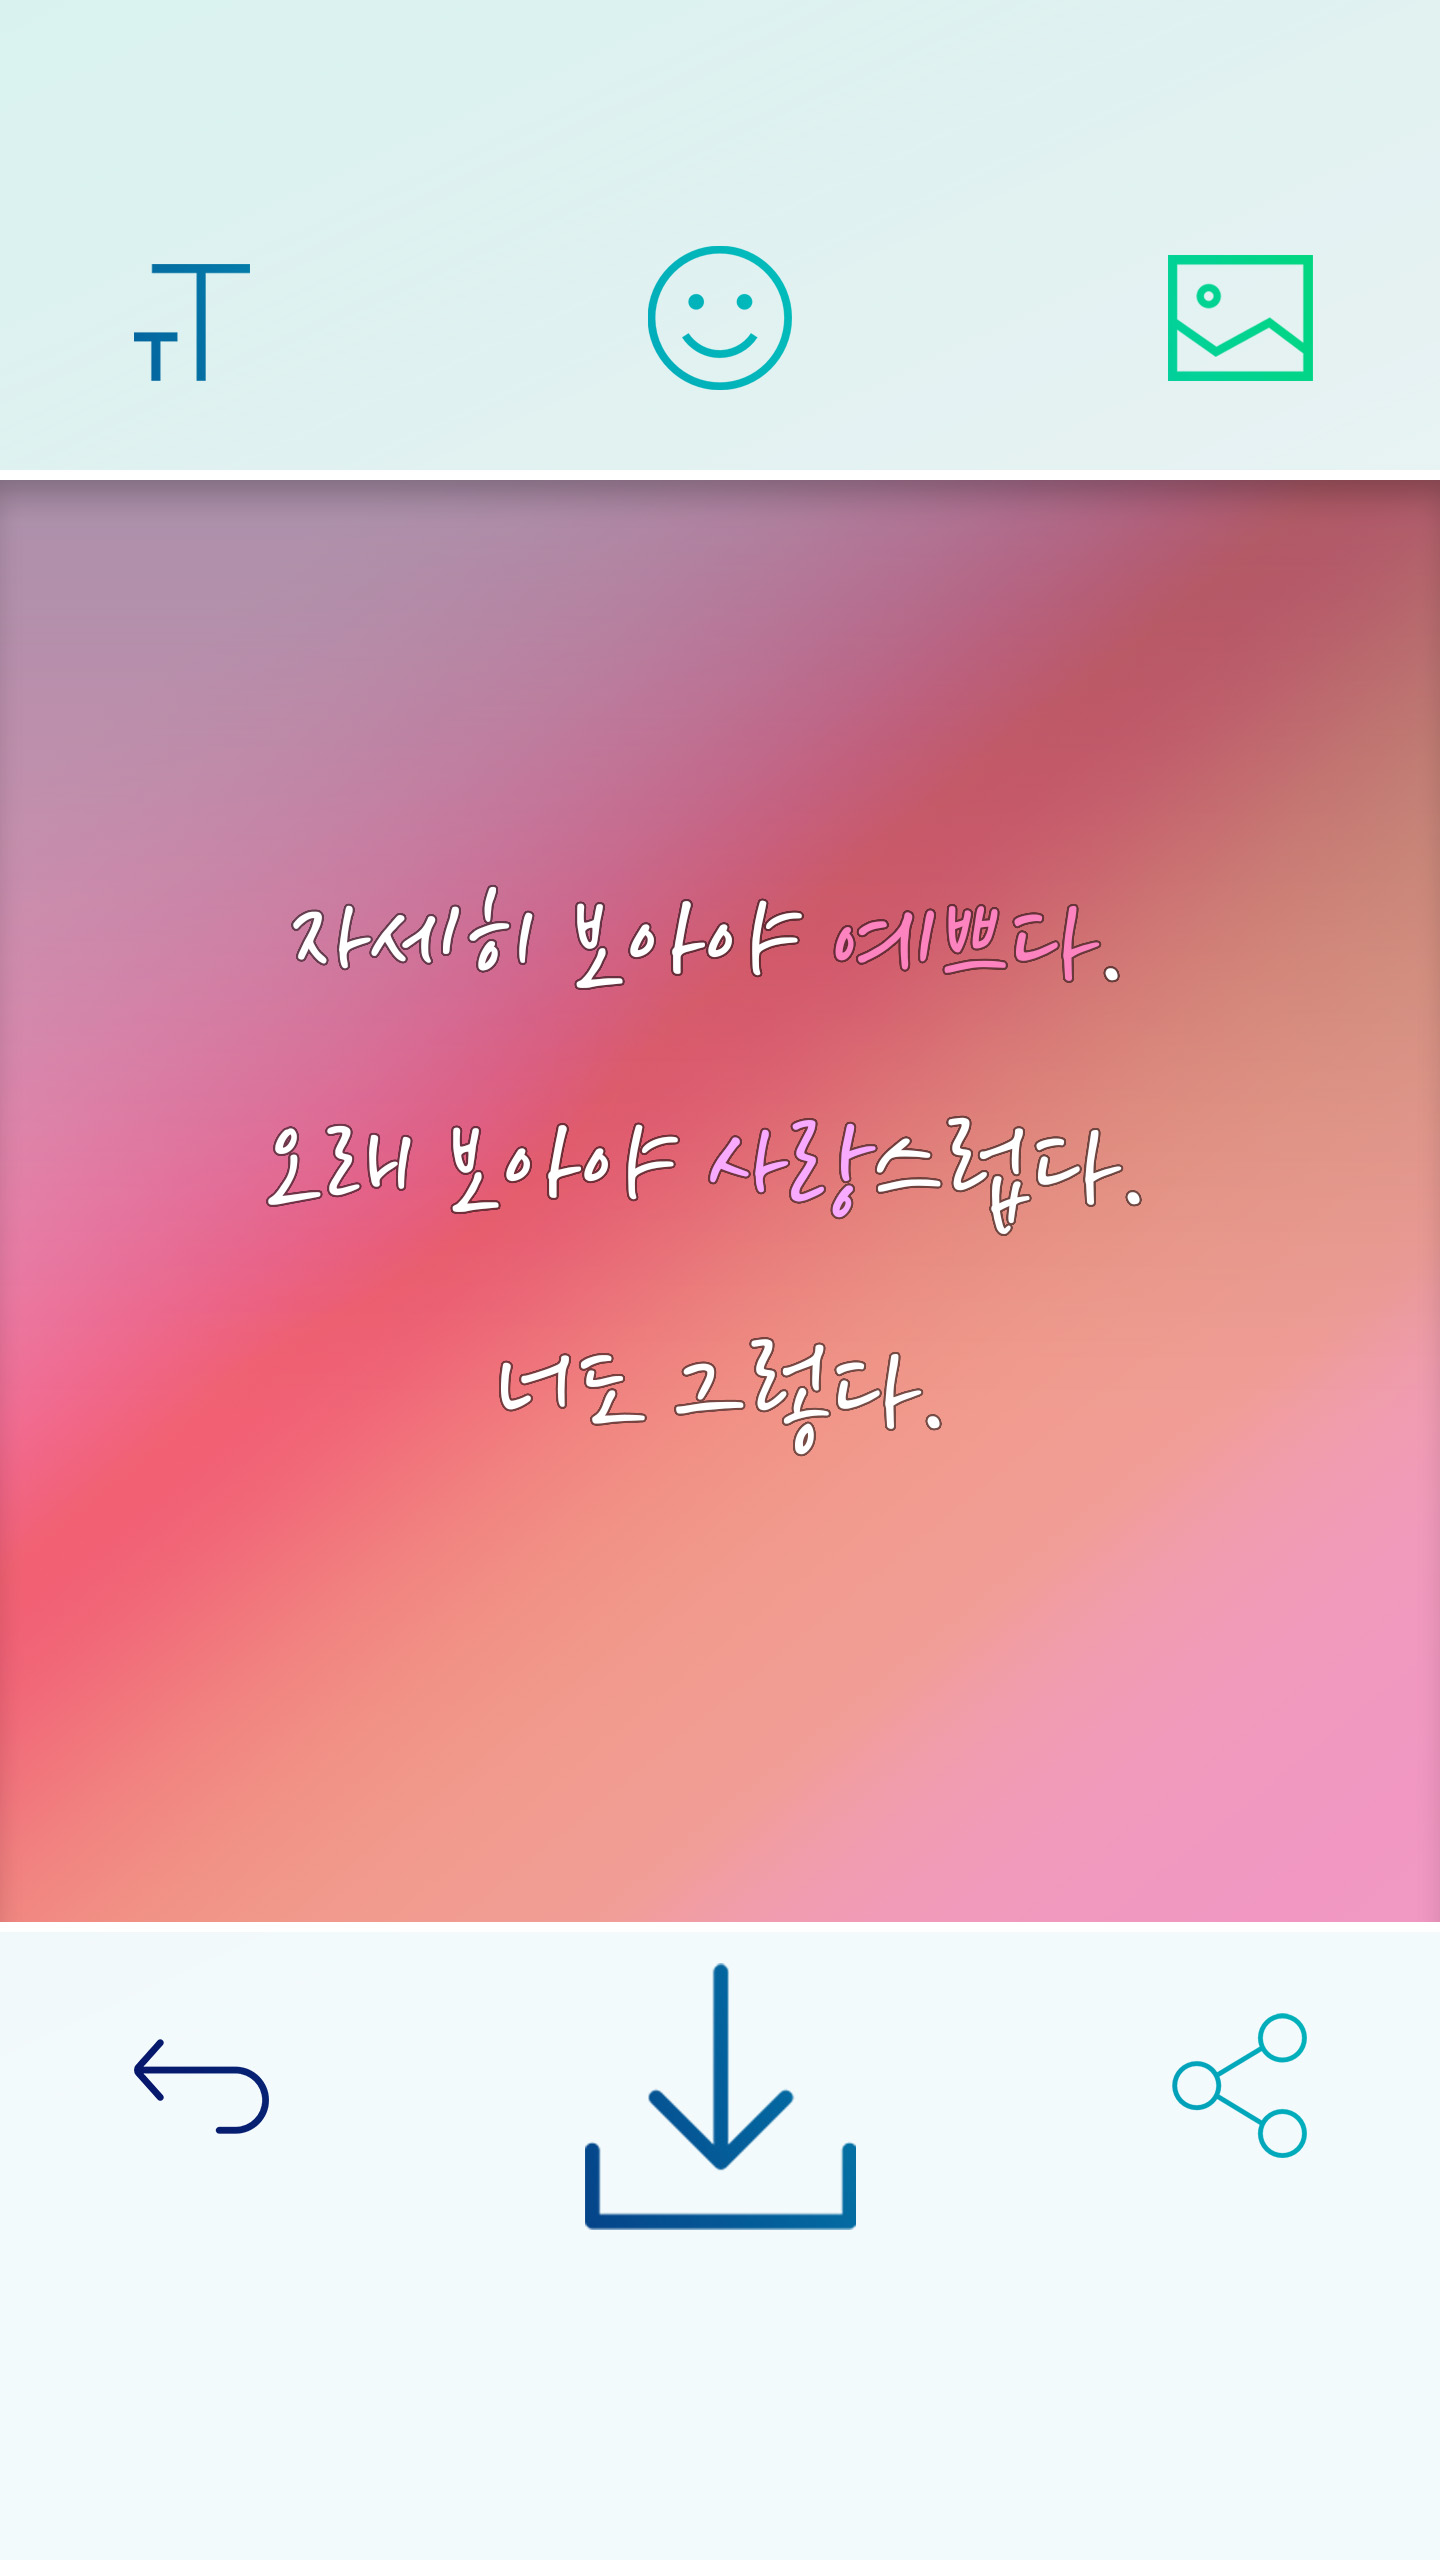 자세히 보아야 예쁘다.
오래 보아야 사랑스럽다.
너도 그렇다.